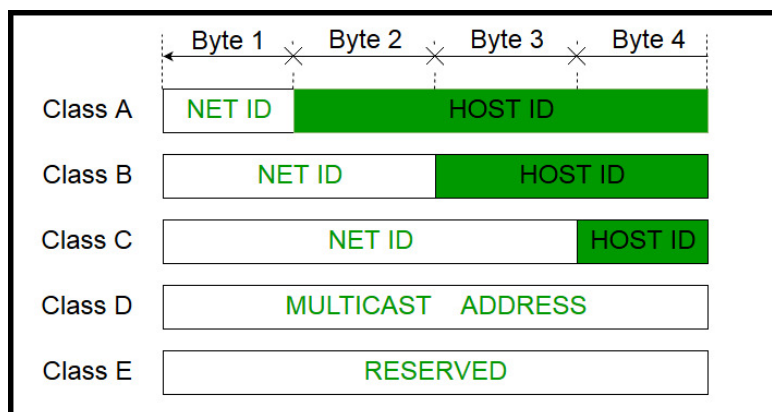 Byte 1 Byte 2 Byte 3 Byte 4
Class A NET ID HOST ID
Class B NET ID HOST ID
Class C NET ID HOST ID
Class D MULTICAST ADDRESS
Class E RESERVED